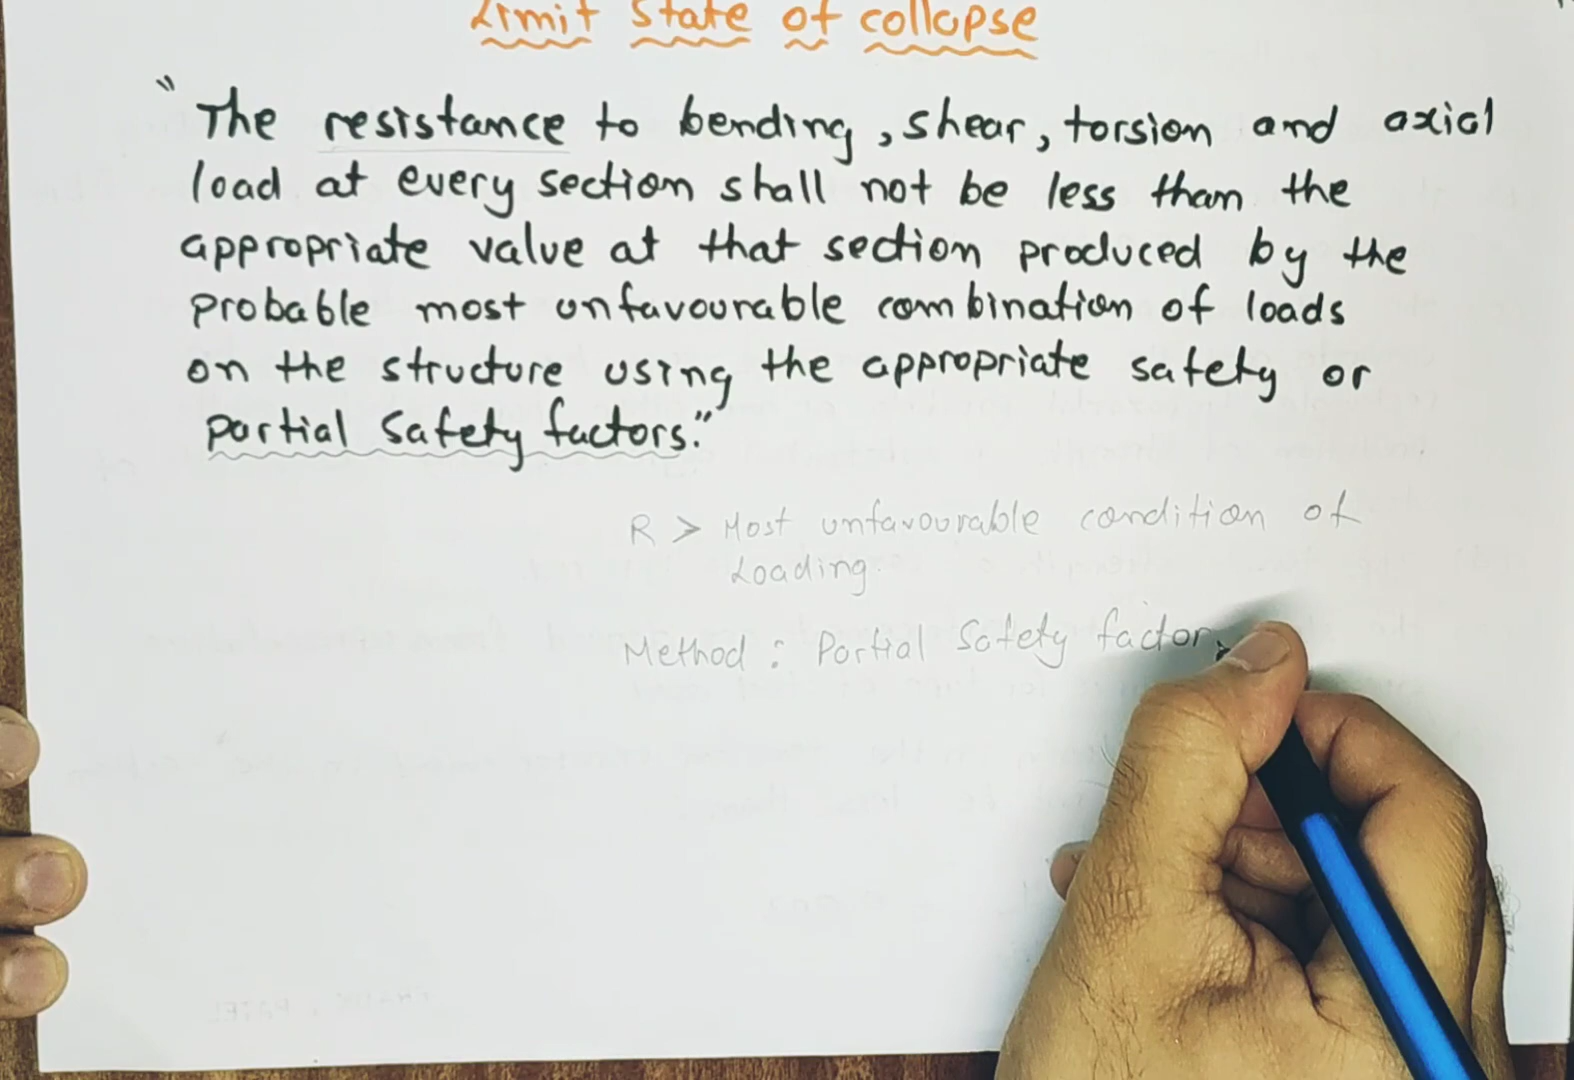 Limit state of collapse
"The resistance to bending, shear, torsion and axial
load at every section shall not be less than the
appropriate value at that section produced by the
probable most unfavourable combination of loads
on the structure using the appropriate safety or
partial safety factors."
R > Most unfavourable condition of
Loading.
Method : Partial Safety factor